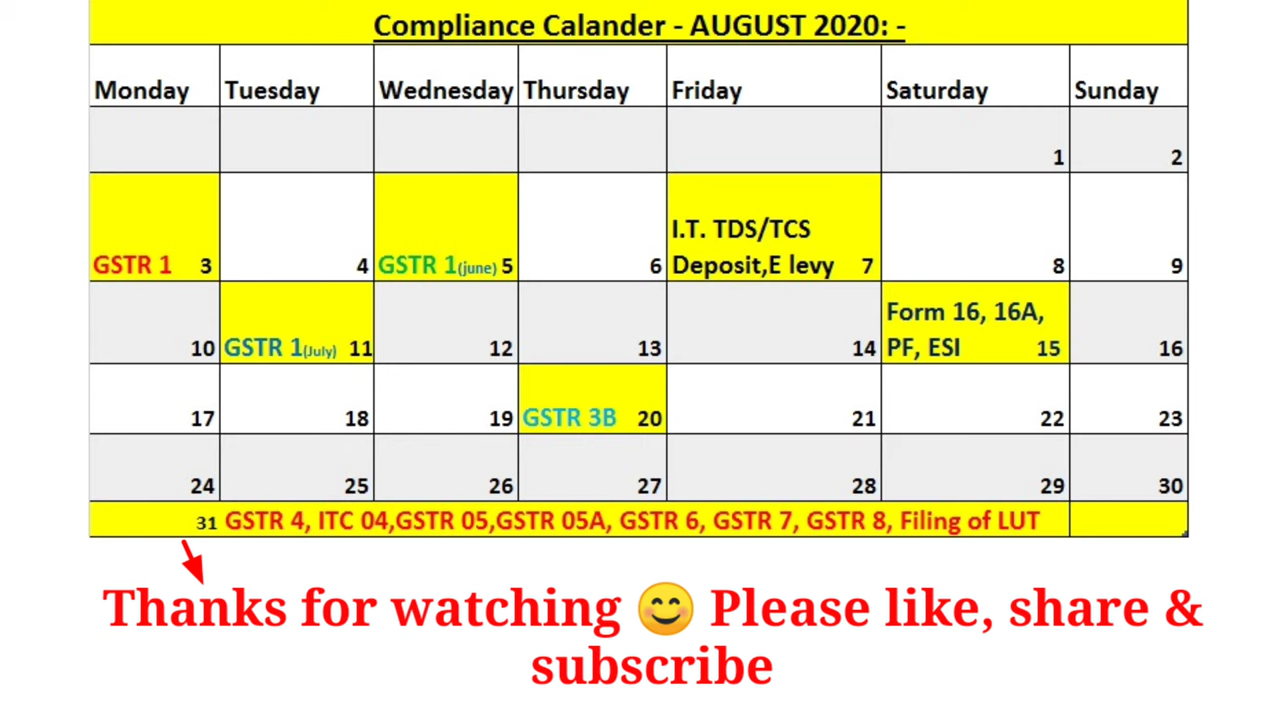 Compliance Calander - AUGUST 2020: -
Monday Tuesday Wednesday Thursday Friday Saturday Sunday
1 2
GSTR 1 3 4 GSTR 1(june) 5 6 I.T. TDS/TCS
Deposit,E levy 7 8 9
10 GSTR 1(July) 11 12 13 14 Form 16, 16A,
PF, ESI 15 16
17 18 19 GSTR 3B 20 21 22 23
24 25 26 27 28 29 30
31 GSTR 4, ITC 04,GSTR 05,GSTR 05A, GSTR 6, GSTR 7, GSTR 8, Filing of LUT
Thanks for watching 😊 Please like, share &
subscribe